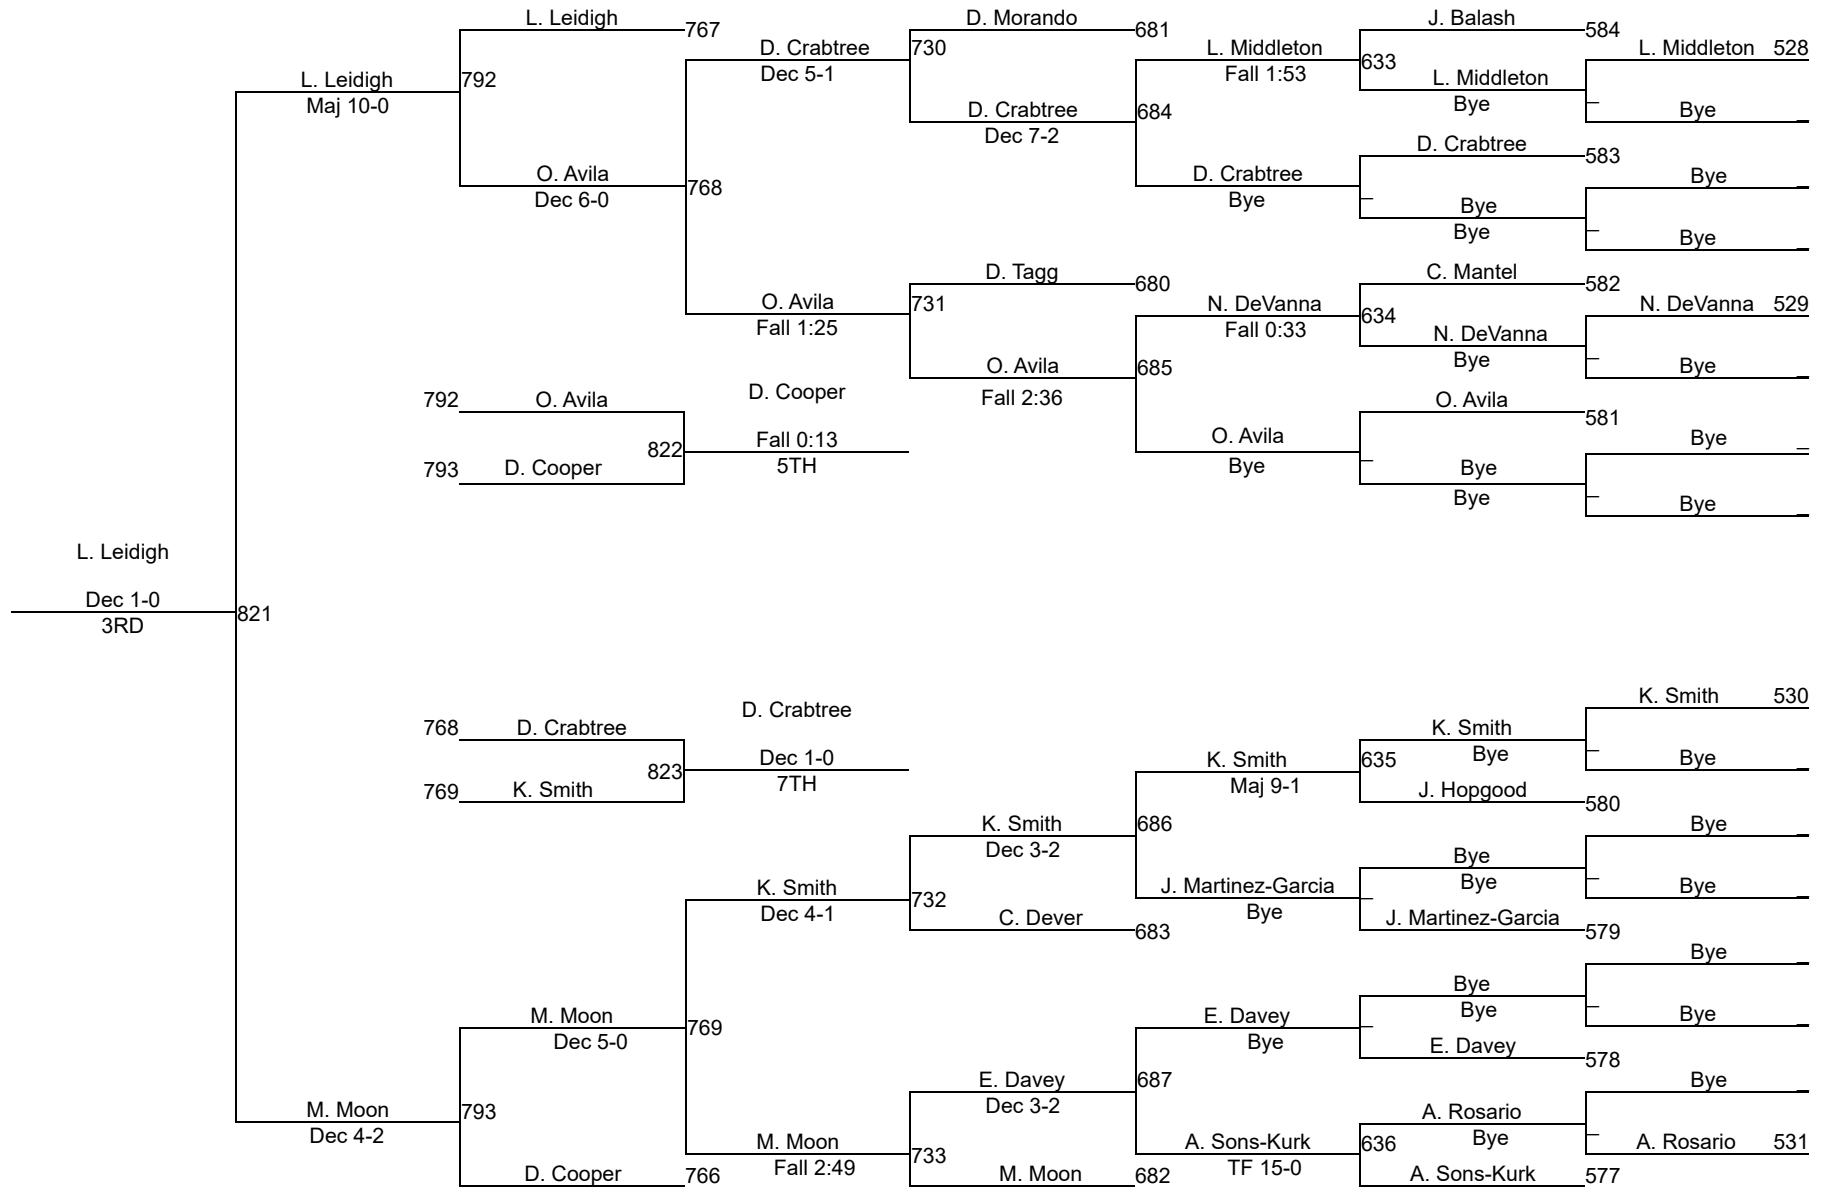 L. Leidigh 767 D. Morando 681 J. Balash 584
D. Crabtree 730 L. Middleton 633 L. Middleton 528
Dec 5-1 Fall 1:53
L. Leidigh 792 L. Middleton
Maj 10-0 Bye _
D. Crabtree 684 Bye _
Dec 7-2
D. Crabtree 583
O. Avila 768 D. Crabtree Bye _
Dec 6-0 Bye _
Bye
Bye _
Bye _
D. Tagg 680 C. Mantel 582
O. Avila 731 N. DeVanna 634 N. DeVanna 529
Fall 1:25 Fall 0:33
N. DeVanna
Bye _
O. Avila 685 Bye _
Fall 2:36
D. Cooper
792 O. Avila O. Avila 581
822 Fall 0:13 O. Avila Bye _
793 D. Cooper 5TH Bye _
Bye
Bye _
Bye _
L. Leidigh
Dec 1-0
3RD 821
K. Smith 530
D. Crabtree
768 D. Crabtree K. Smith
Bye _
823 Dec 1-0 K. Smith 635 Bye _
7TH Maj 9-1
769 K. Smith J. Hopgood 580
K. Smith 686 Bye _
Dec 3-2
Bye
Bye _
K. Smith 732 J. Martinez-Garcia _ Bye _
Dec 4-1 Bye
C. Dever 683 J. Martinez-Garcia 579
Bye _
Bye
Bye _
M. Moon 769 E. Davey _ Bye _
Dec 5-0 Bye
E. Davey 578
E. Davey 687 Bye _
Dec 3-2
M. Moon 793 A. Rosario
Dec 4-2 Bye _
M. Moon 733 A. Sons-Kurk 636 A. Rosario 531
Fall 2:49 TF 15-0
D. Cooper 766 M. Moon 682 A. Sons-Kurk 577